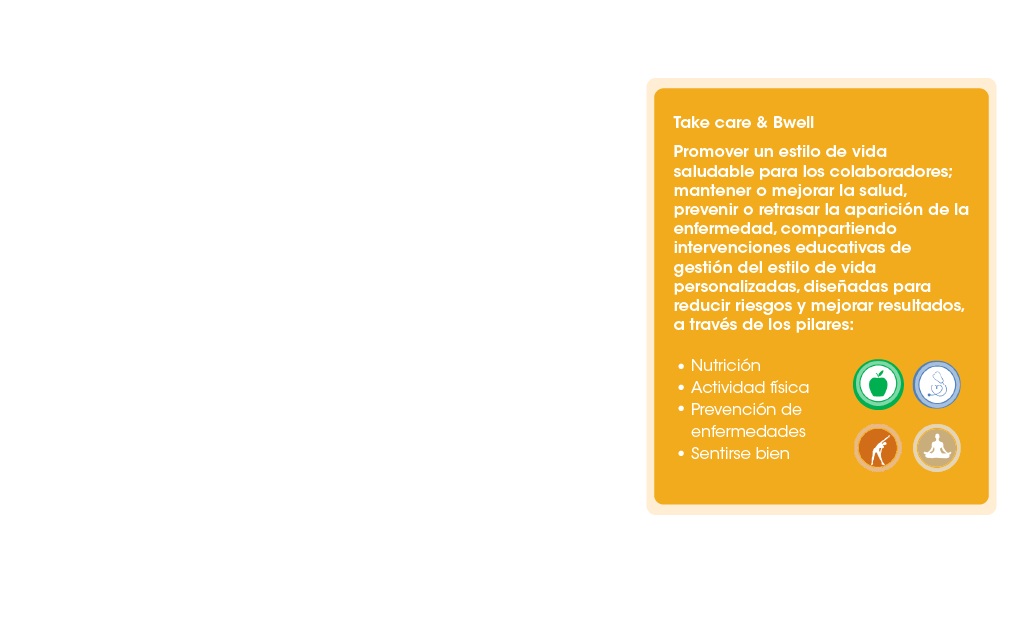 Take care & Bwell
Promover un estilo de vida
saludable para los colaboradores;
mantener o mejorar la salud,
prevenir o retrasar la aparición de la
enfermedad, compartiendo
intervenciones educativas de
gestión del estilo de vida
personalizadas, diseñadas para
reducir riesgos y mejorar resultados,
a través de los pilares:
• Nutrición
• Actividad física
• Prevención de
enfermedades
• Sentirse bien